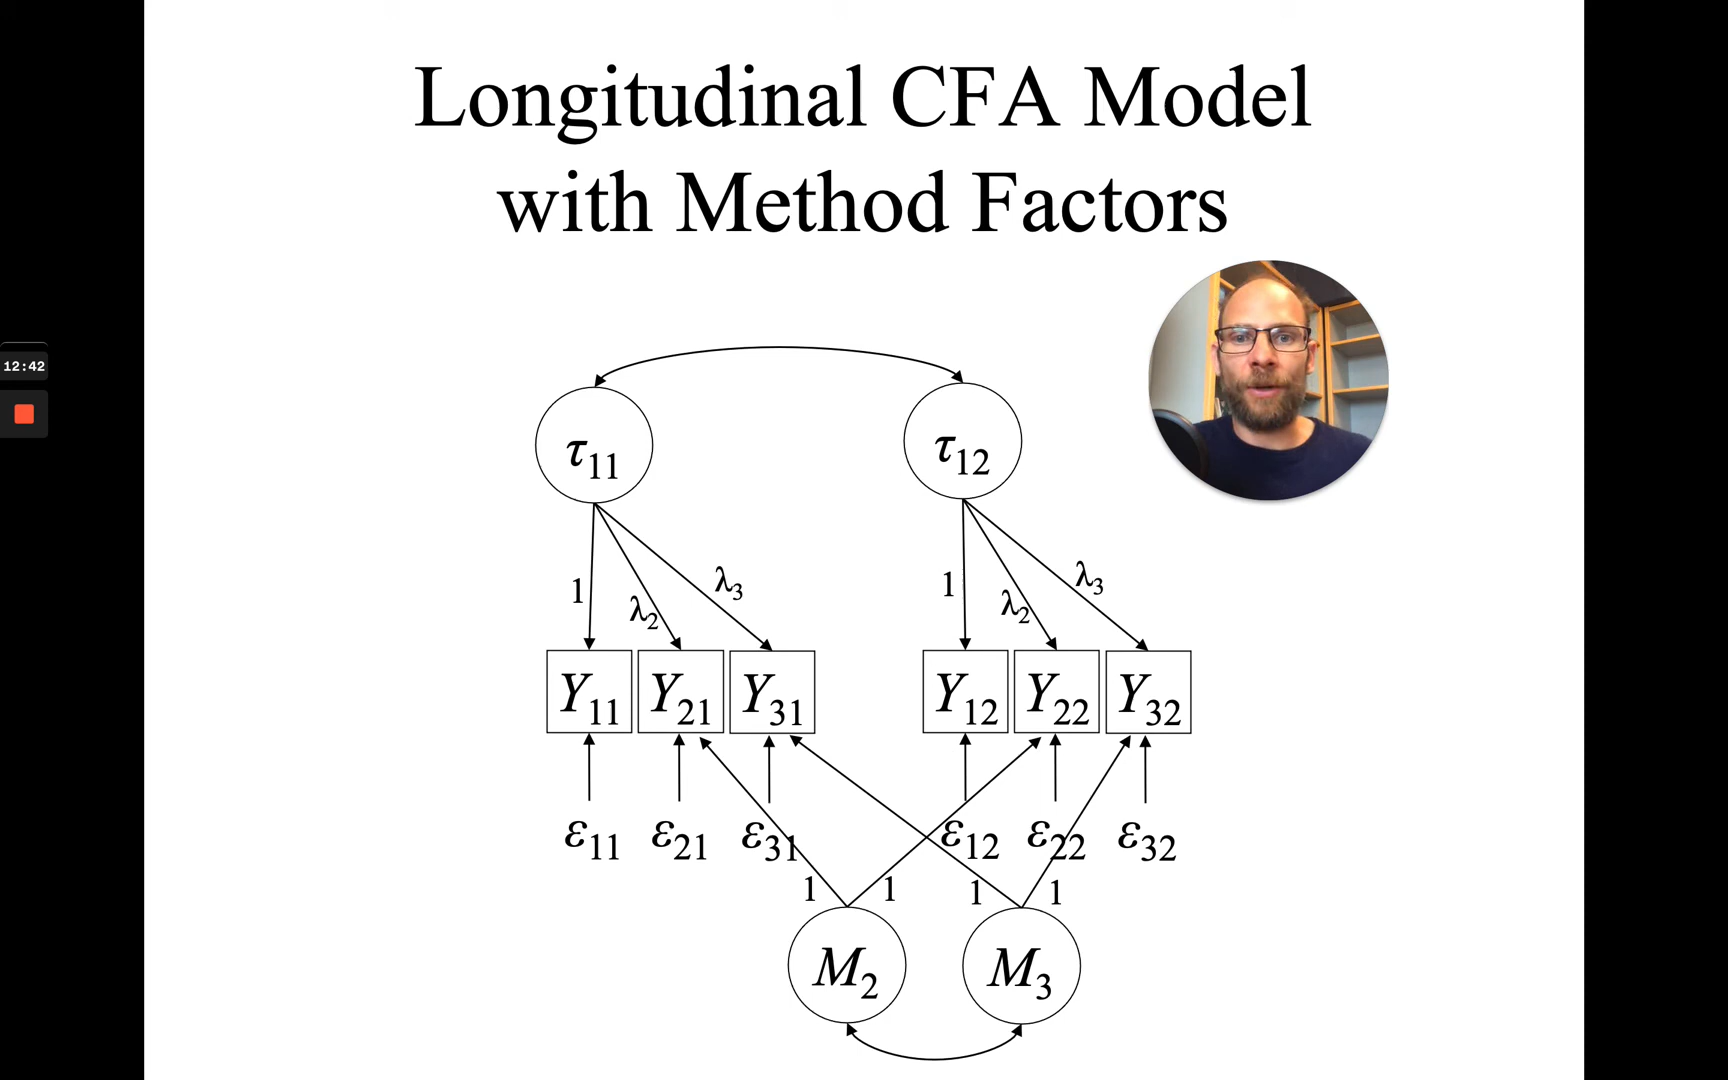 Longitudinal CFA Model
with Method Factors
12:42
τ₁₁ τ₁₂
1 λ₂ λ₃ 1 λ₂ λ₃
Y₁₁ Y₂₁ Y₃₁ Y₁₂ Y₂₂ Y₃₂
ε₁₁ ε₂₁ ε₃₁ ε₁₂ ε₂₂ ε₃₂
1 1 1 1
M₂ M₃